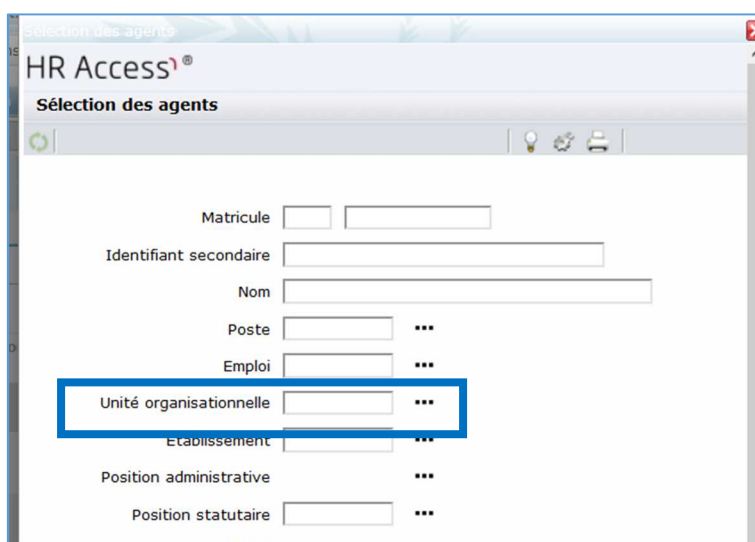 Sélection des agents
HR Access®
Sélection des agents
Matricule
Identifiant secondaire
Nom
Poste
Emploi
Unité organisationnelle
Etablissement
Position administrative
Position statutaire